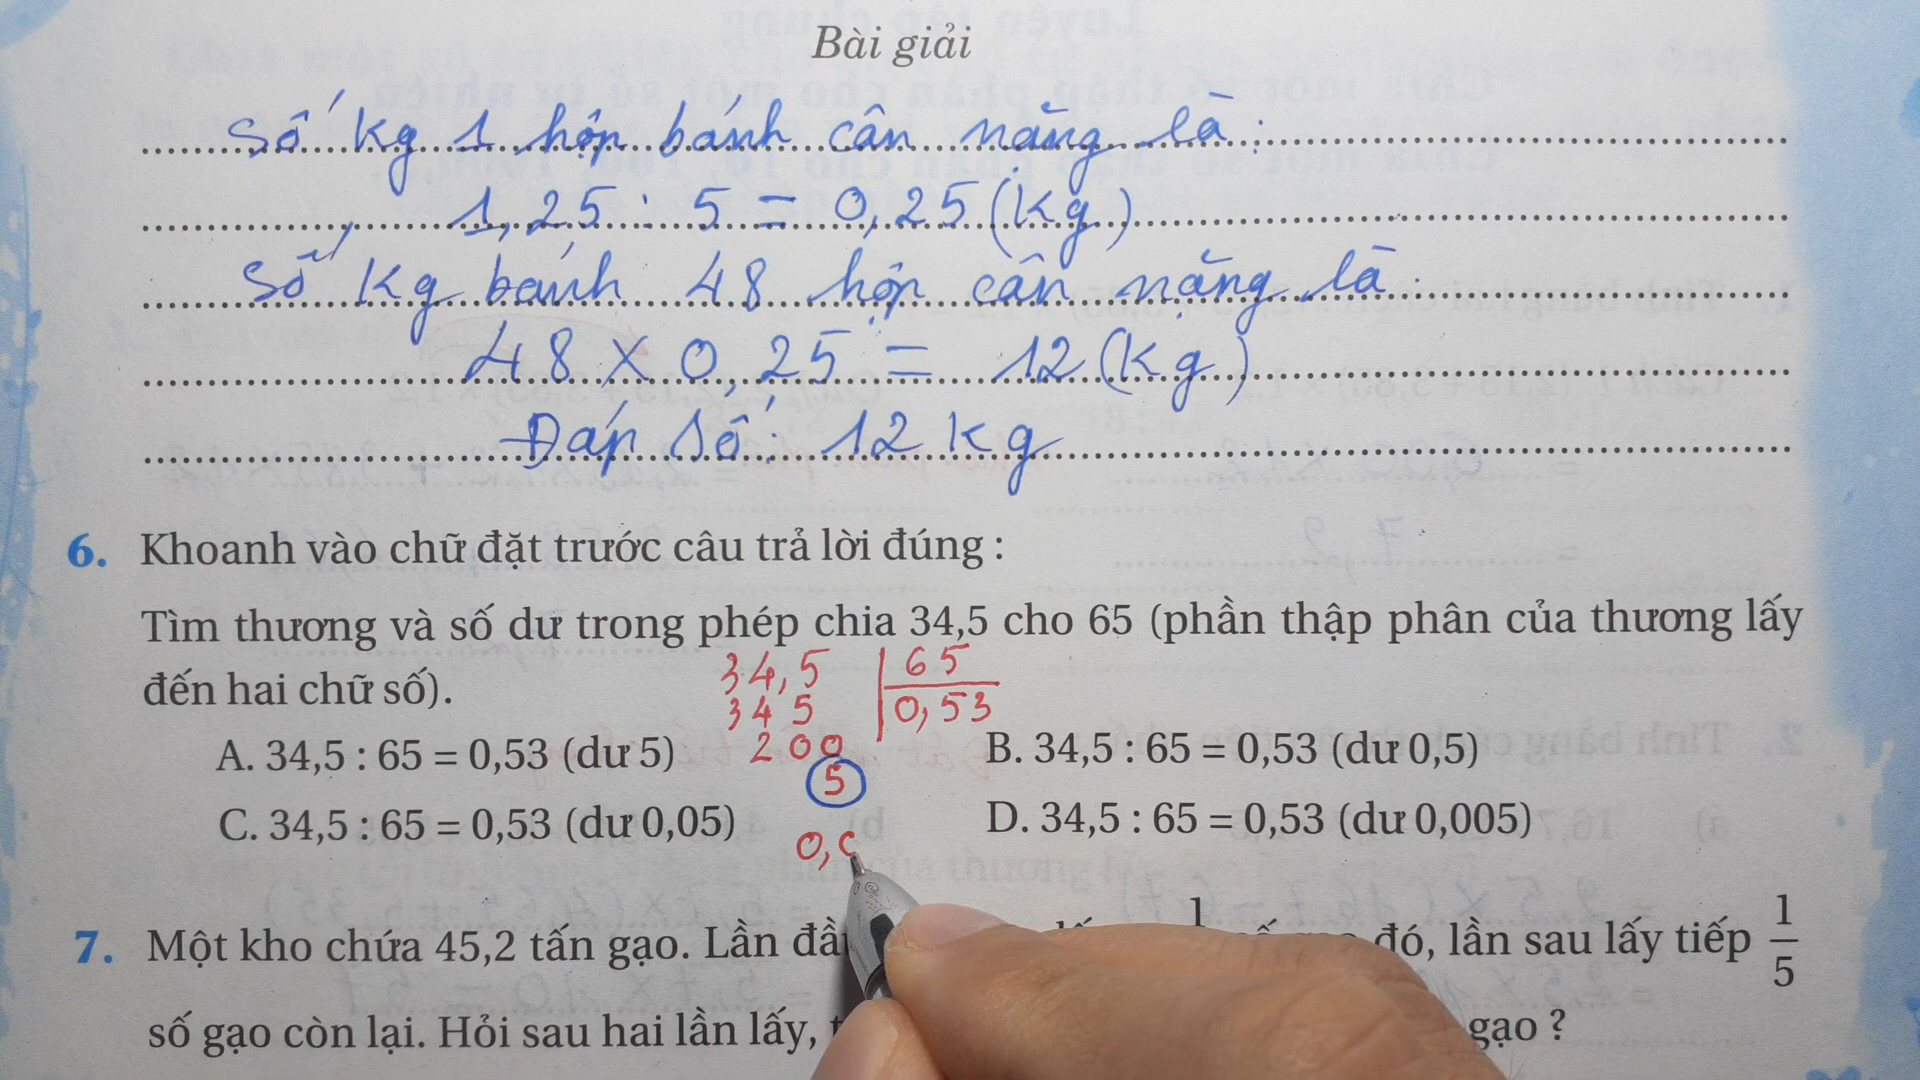 Bài giải
Số kg 1 hộp bánh cân nặng là:
1,25 : 5 = 0,25 (kg)
Số kg bánh 48 hộp cân nặng là:
48 x 0,25 = 12 (kg)
Đáp số: 12 kg
6. Khoanh vào chữ đặt trước câu trả lời đúng :
Tìm thương và số dư trong phép chia 34,5 cho 65 (phần thập phân của thương lấy
đến hai chữ số).
34,5 65
345 0,53
200
5
0,0
A. 34,5 : 65 = 0,53 (dư 5)
B. 34,5 : 65 = 0,53 (dư 0,5)
C. 34,5 : 65 = 0,53 (dư 0,05)
D. 34,5 : 65 = 0,53 (dư 0,005)
7. Một kho chứa 45,2 tấn gạo. Lần đầu 1 đó, lần sau lấy tiếp 1/5
số gạo còn lại. Hỏi sau hai lần lấy, gạo ?